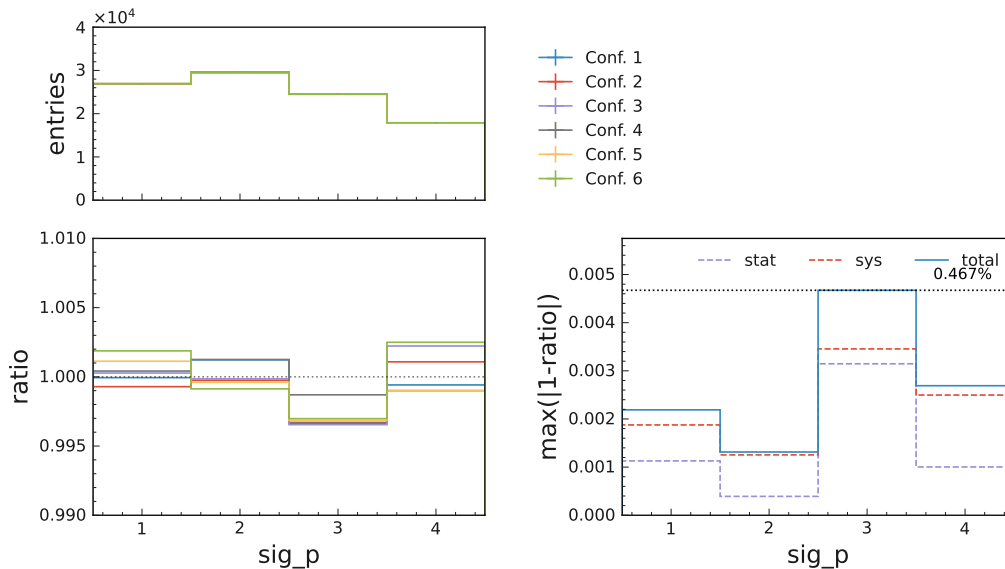 ×10⁴
4
3
2
1
0
entries
Conf. 1
Conf. 2
Conf. 3
Conf. 4
Conf. 5
Conf. 6
1.010
1.005
1.000
0.995
0.990
ratio
1 2 3 4
sig_p
stat sys total
0.467%
0.005
0.004
0.003
0.002
0.001
0.000
max(|1-ratio|)
1 2 3 4
sig_p